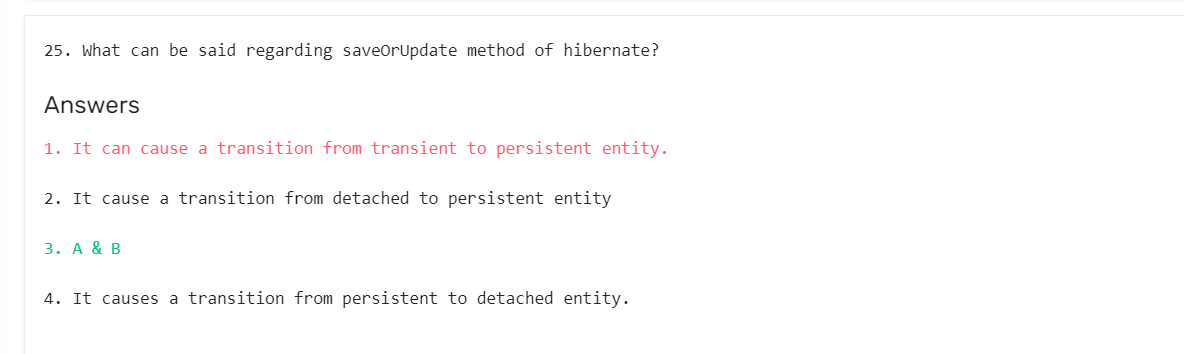 25. What can be said regarding saveOrUpdate method of hibernate?
Answers
1. It can cause a transition from transient to persistent entity.
2. It cause a transition from detached to persistent entity
3. A & B
4. It causes a transition from persistent to detached entity.